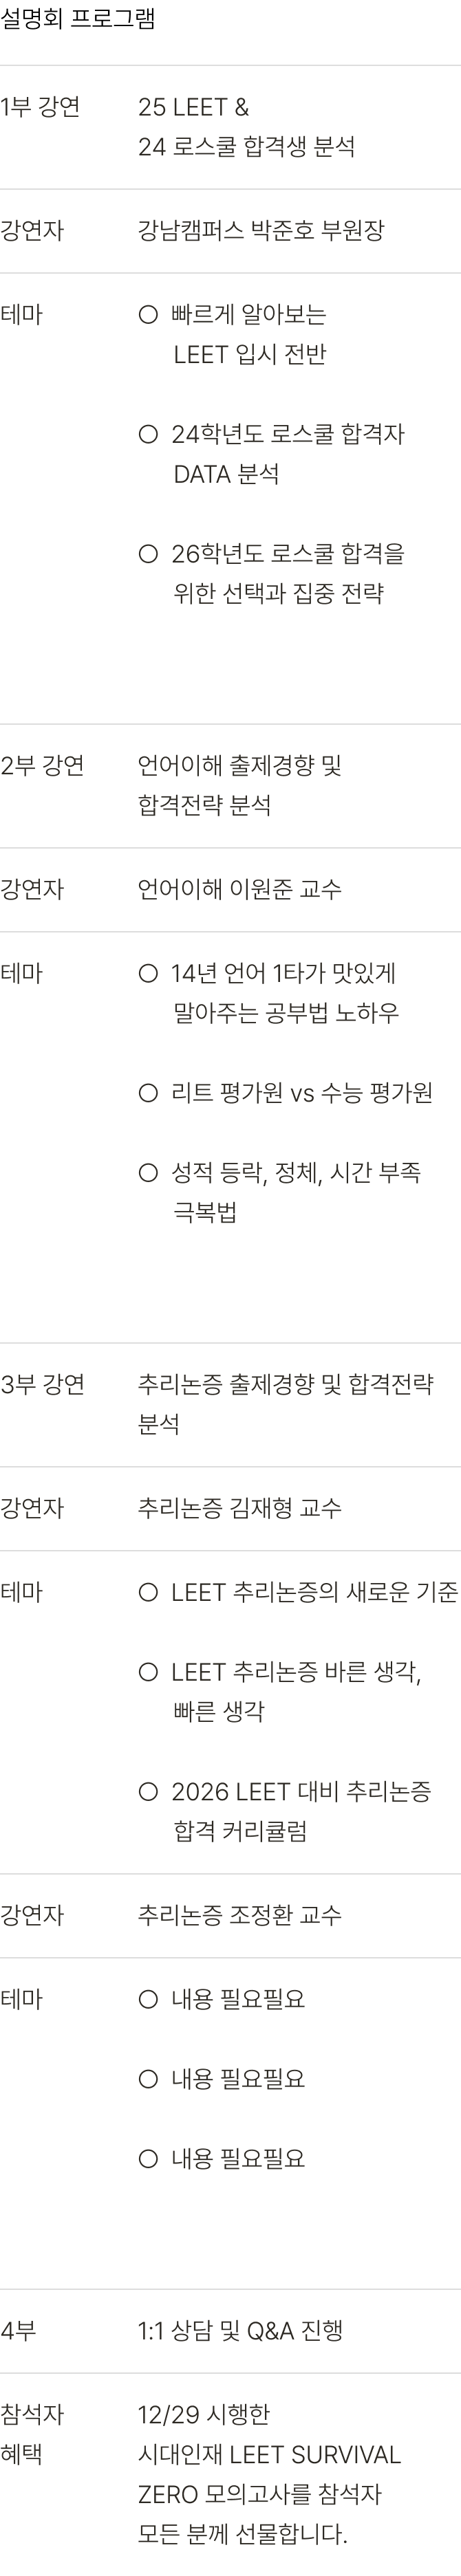 설명회 프로그램
1부 강연
25 LEET &
24 로스쿨 합격생 분석
강연자
강남캠퍼스 박준호 부원장
테마
○ 빠르게 알아보는
LEET 입시 전반
○ 24학년도 로스쿨 합격자
DATA 분석
○ 26학년도 로스쿨 합격을
위한 선택과 집중 전략
2부 강연
언어이해 출제경향 및
합격전략 분석
강연자
언어이해 이원준 교수
테마
○ 14년 언어 1타가 맛있게
말아주는 공부법 노하우
○ 리트 평가원 vs 수능 평가원
○ 성적 등락, 정체, 시간 부족
극복법
3부 강연
추리논증 출제경향 및 합격전략
분석
강연자
추리논증 김재형 교수
테마
○ LEET 추리논증의 새로운 기준
○ LEET 추리논증 바른 생각,
빠른 생각
○ 2026 LEET 대비 추리논증
합격 커리큘럼
강연자
추리논증 조정환 교수
테마
○ 내용 필요필요
○ 내용 필요필요
○ 내용 필요필요
4부
1:1 상담 및 Q&A 진행
참석자
혜택
12/29 시행한
시대인재 LEET SURVIVAL
ZERO 모의고사를 참석자
모든 분께 선물합니다.